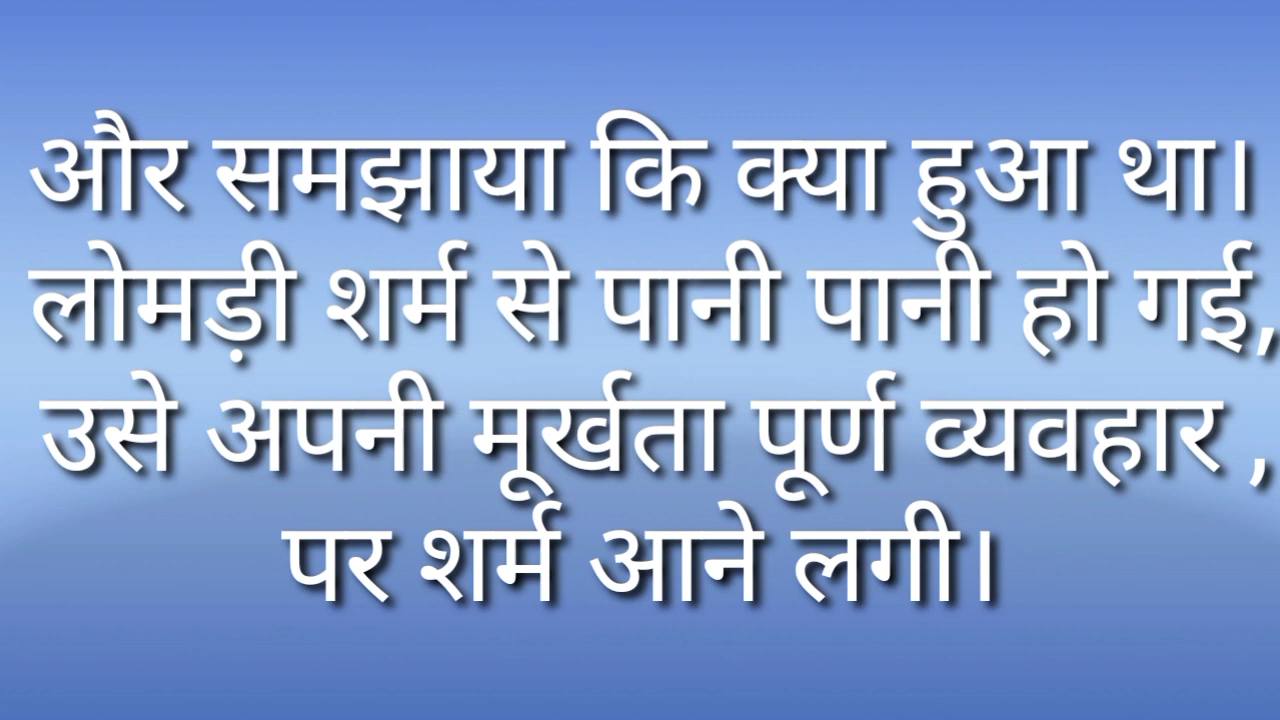 और समझाया कि क्या हुआ था।
लोमड़ी शर्म से पानी पानी हो गई,
उसे अपनी मूर्खता पूर्ण व्यवहार ,
पर शर्म आने लगी।